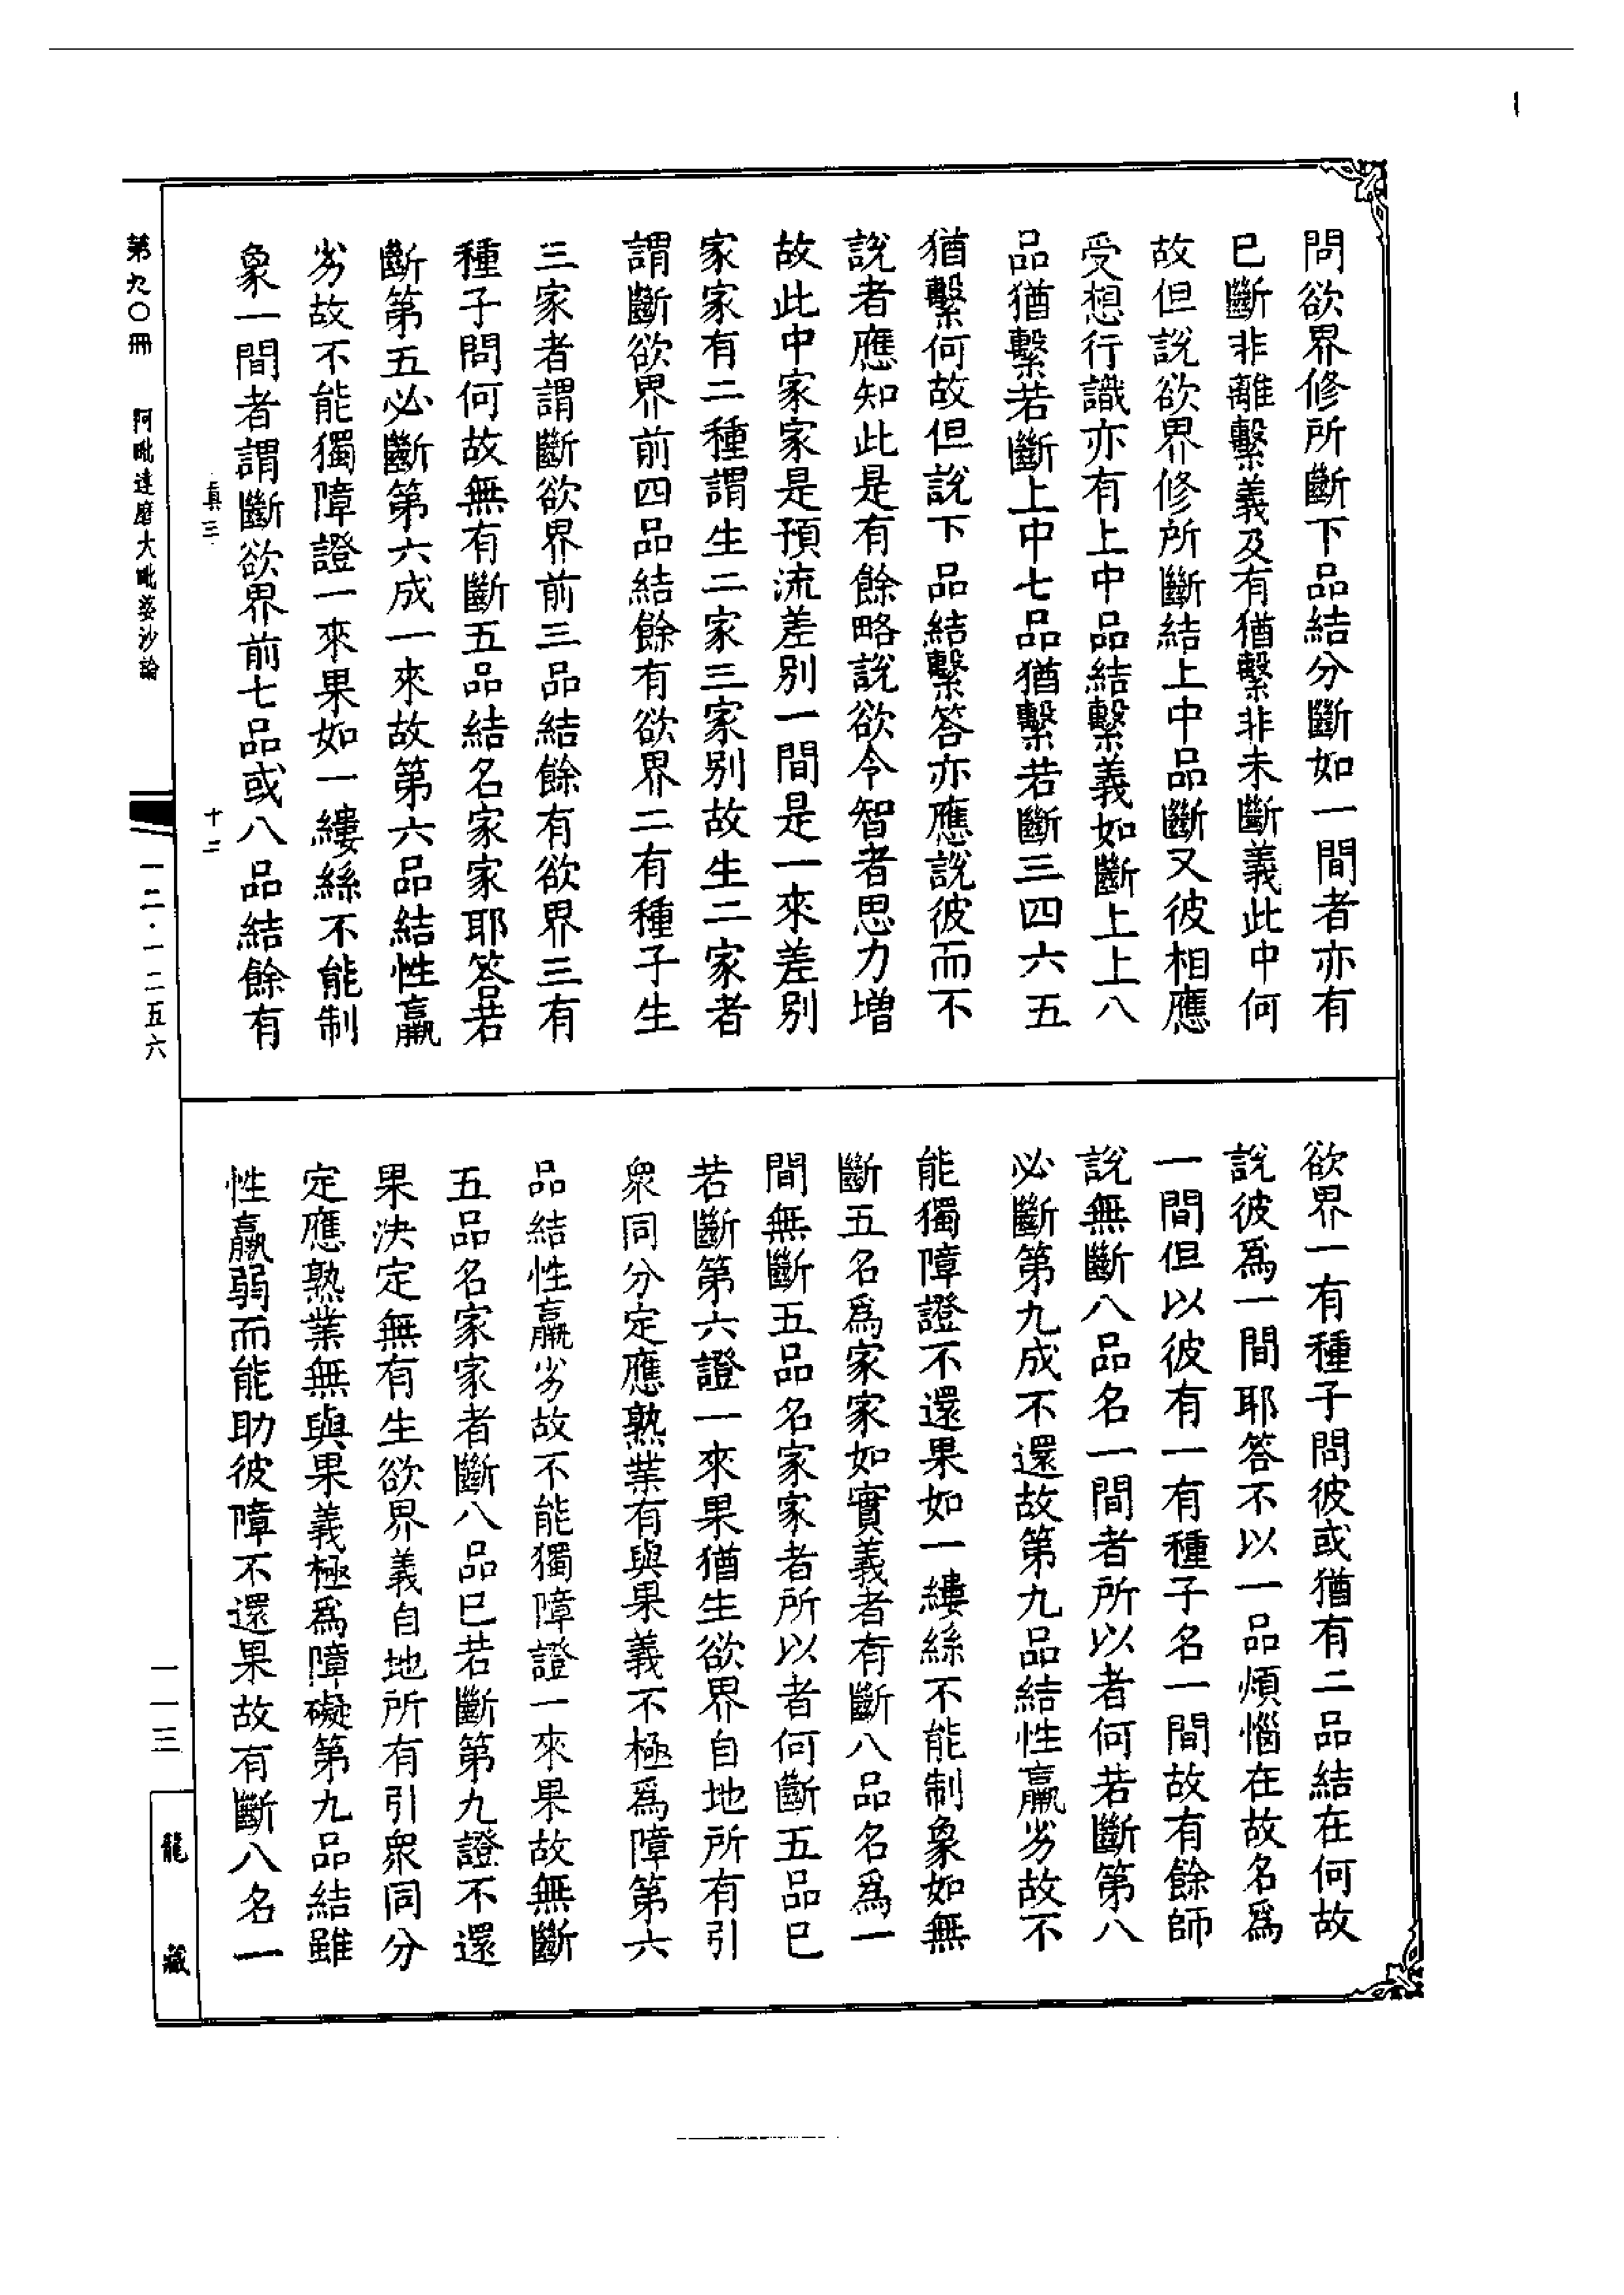 問欲界修所斷下品結分斷如一間者亦有
已斷非離繫義及有猶繫非未斷義此中何
故但說欲界修所斷結上中品斷又彼相應
受想行識亦有上中品結繫義如斷上上八
品猶繫若斷上中七品猶繫若斷三四六五
猶繫何故但說下品結繫答亦應說彼而不
說者應知此是有餘略說欲令智者思力增
故此中家家是預流差別一間是一來差別
家家有二種謂生二家三家別故生二家者
謂斷欲界前四品結餘有欲界二有種子生
三家者謂斷欲界前三品結餘有欲界三有
種子問何故無有斷五品結名家家耶答若
斷第五必斷第六成一來故第六品結性羸
劣故不能獨障證一來果如一縷絲不能制
象一間者謂斷欲界前七品或八品結餘有
欲界一有種子問彼或猶有二品結在何故
說彼爲一間耶答不以一品煩惱在故名爲
一間但以彼有一有種子名一間故有餘師
說無斷八品名一間者所以者何若斷第八
必斷第九成不還故第九品結性羸劣故不
能獨障證不還果如一縷絲不能制象如無
斷五名爲家家如實義者有斷八品名爲一
間無斷五品名家家者所以者何斷五品已
若斷第六證一來果猶生欲界自地所有引
衆同分定應熟業有與果義不極爲障第六
品結性羸劣故不能獨障證一來果故無斷
五品名家家者斷八品已若斷第九證不還
果決定無有生欲界義自地所有引衆同分
定應熟業無與果義極爲障礙第九品結雖
性羸弱而能助彼障不還果故有斷八名一
真三
十二
第九〇冊
阿毗達磨大毗婆沙論
一二·一二五六
一一三
龍藏